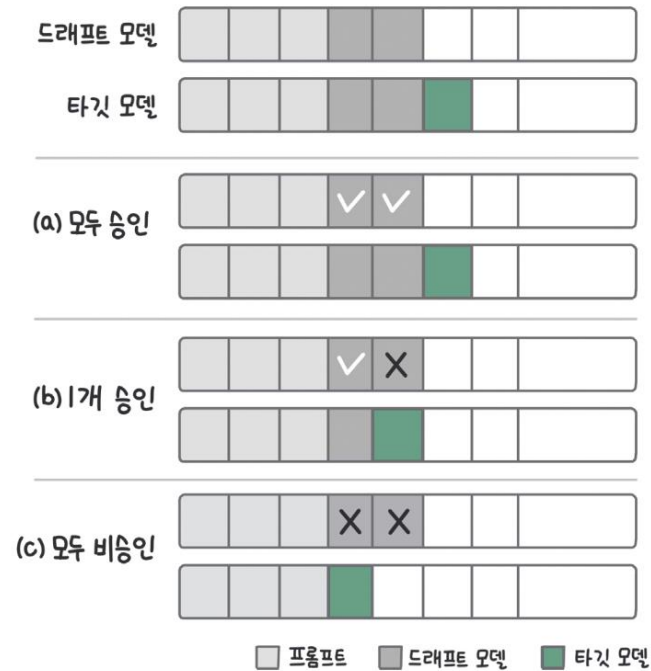 드래프트 모델
타깃 모델
(a) 모두 승인
(b) 1개 승인
(c) 모두 비승인
프롬프트 드래프트 모델 타깃 모델